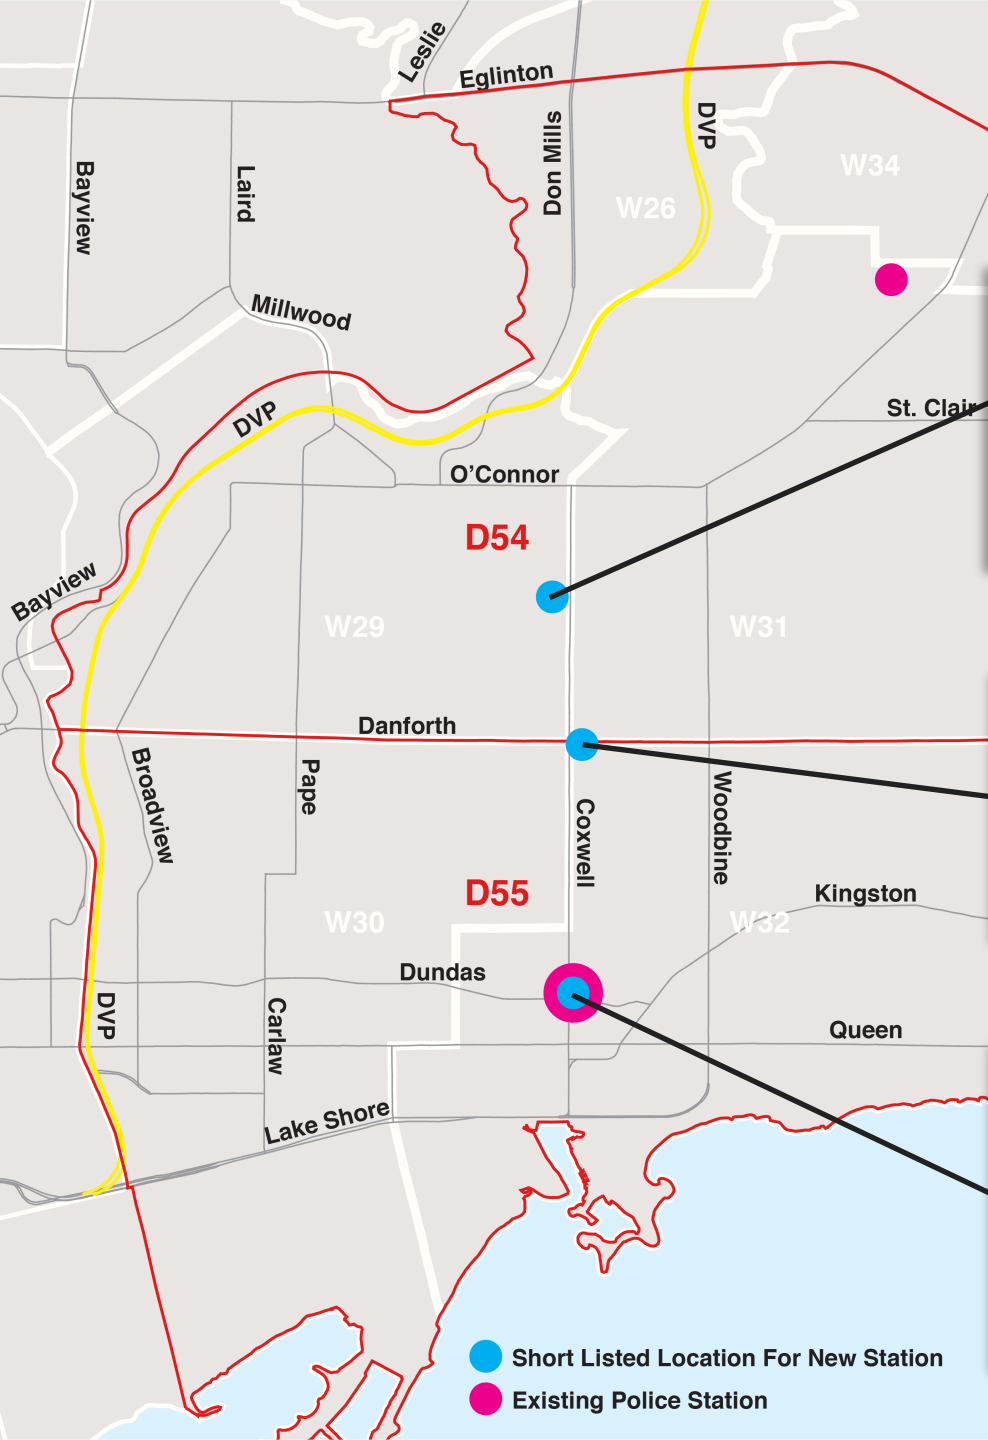 Leslie
Eglinton
DVP
Don Mills
Bayview
Laird
W34
W26
Millwood
DVP
St. Clair
O'Connor
D54
Bayview
W29
W31
Danforth
Broadview
Pape
Coxwell
Woodbine
D55
Kingston
W30
W32
Dundas
DVP
Carlaw
Queen
Lake Shore
Short Listed Location For New Station
Existing Police Station